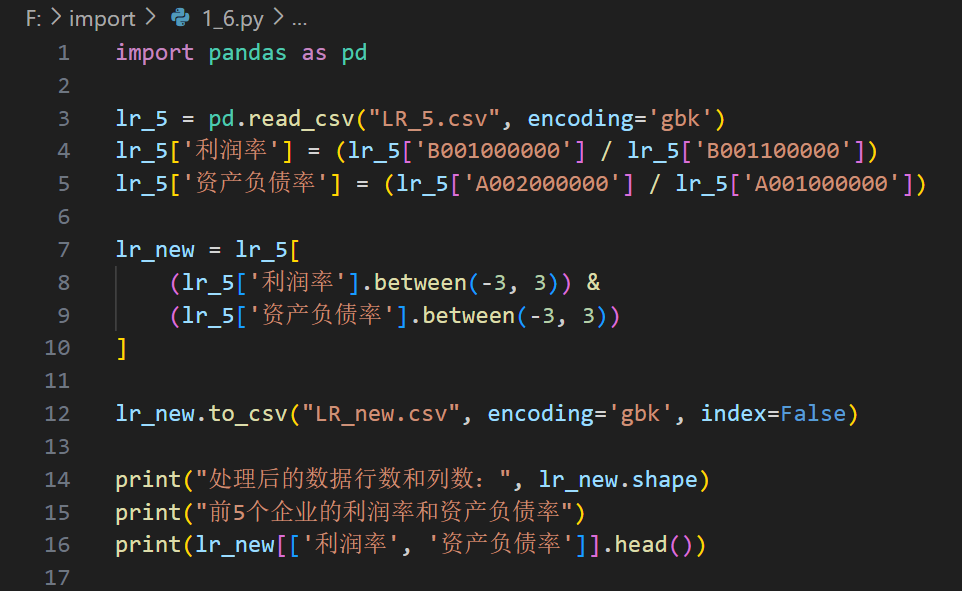 F: > import > 1_6.py > ...
1 import pandas as pd
2
3 lr_5 = pd.read_csv("LR_5.csv", encoding='gbk')
4 lr_5['利润率'] = (lr_5['B001000000'] / lr_5['B001100000'])
5 lr_5['资产负债率'] = (lr_5['A002000000'] / lr_5['A001000000'])
6
7 lr_new = lr_5[
8     (lr_5['利润率'].between(-3, 3)) &
9     (lr_5['资产负债率'].between(-3, 3))
10 ]
11
12 lr_new.to_csv("LR_new.csv", encoding='gbk', index=False)
13
14 print("处理后的数据行数和列数：", lr_new.shape)
15 print("前5个企业的利润率和资产负债率")
16 print(lr_new[['利润率', '资产负债率']].head())
17